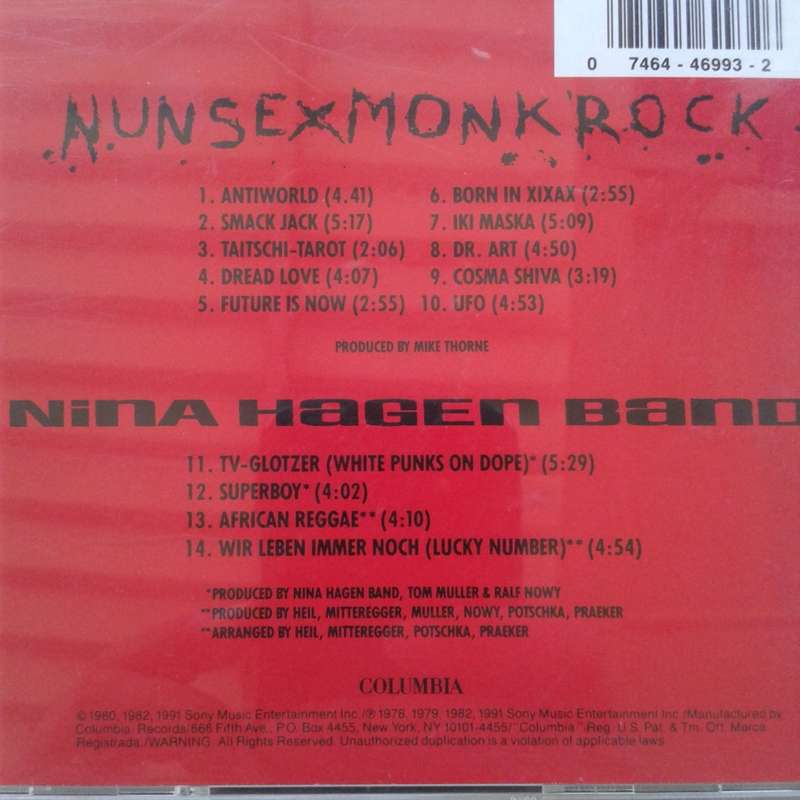 0 7464 - 46993 - 2
NUNSEXMONKROCK
1. ANTIWORLD (4.41)
2. SMACK JACK (5:17)
3. TAITSCHI-TAROT (2:06)
4. DREAD LOVE (4:07)
5. FUTURE IS NOW (2:55)
6. BORN IN XIXAX (2:55)
7. IKI MASKA (5:09)
8. DR. ART (4:50)
9. COSMA SHIVA (3:19)
10. UFO (4:53)
PRODUCED BY MIKE THORNE
NINA HAGEN BAND
11. TV-GLOTZER (WHITE PUNKS ON DOPE)* (5:29)
12. SUPERBOY* (4:02)
13. AFRICAN REGGAE** (4:10)
14. WIR LEBEN IMMER NOCH (LUCKY NUMBER)** (4:54)
*PRODUCED BY NINA HAGEN BAND, TOM MULLER & RALF NOWY
**PRODUCED BY HEIL, MITTEREGGER, MULLER, NOWY, POTSCHKA, PRAEKER
**ARRANGED BY HEIL, MITTEREGGER, POTSCHKA, PRAEKER
COLUMBIA
© 1980, 1982, 1991 Sony Music Entertainment Inc./℗ 1978, 1979, 1982, 1991 Sony Music Entertainment Inc./Manufactured by
Columbia Records/666 Fifth Ave., P.O. Box 4455, New York, NY 10101-4455/"Columbia" Reg. U.S. Pat. & Tm. Off. Marca
Registrada./WARNING: All Rights Reserved. Unauthorized duplication is a violation of applicable laws.